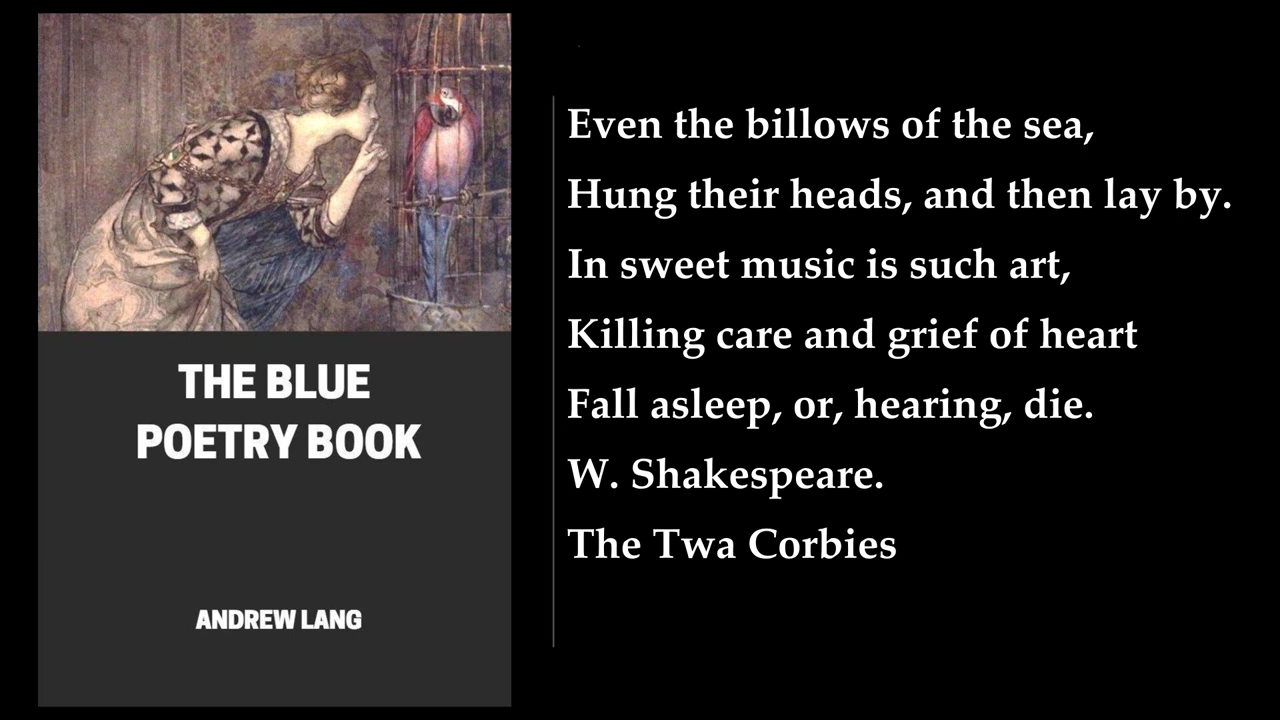 THE BLUE
POETRY BOOK
ANDREW LANG
Even the billows of the sea,
Hung their heads, and then lay by.
In sweet music is such art,
Killing care and grief of heart
Fall asleep, or, hearing, die.
W. Shakespeare.
The Twa Corbies